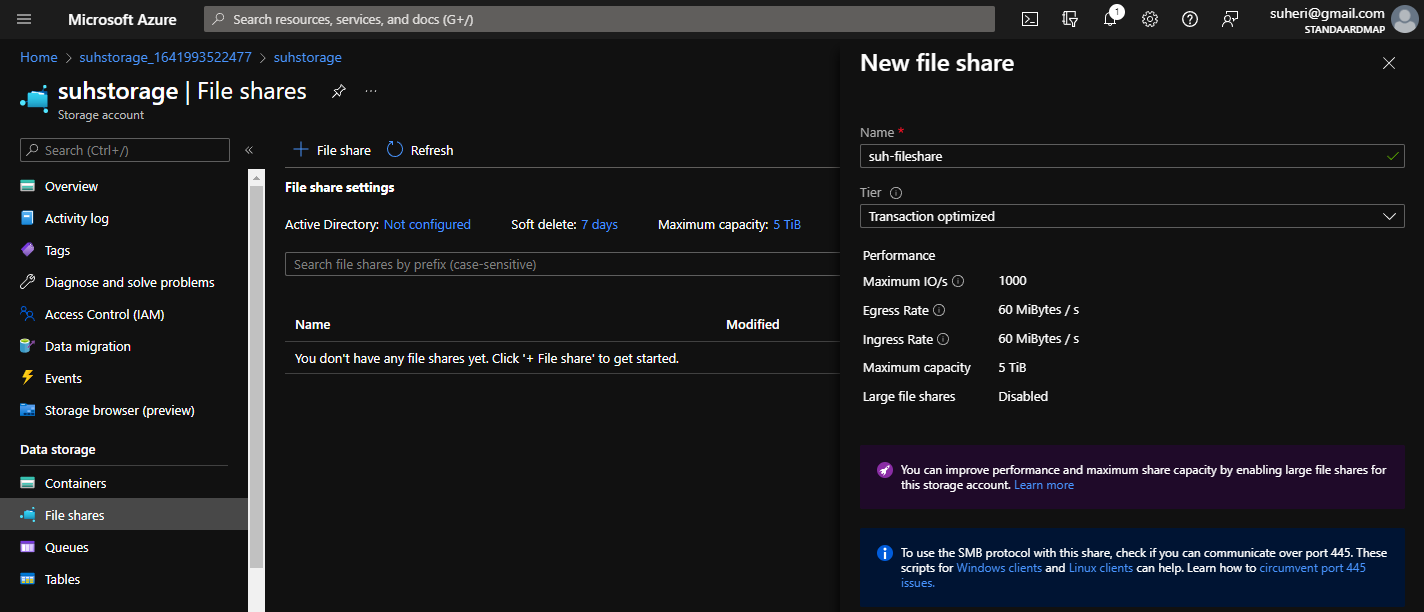 Microsoft Azure
Search resources, services, and docs (G+/)
1
suheri@gmail.com
STANDAARDMAP
Home > suhstorage_1641993522477 > suhstorage
suhstorage | File shares
...
Storage account
Search (Ctrl+/)
«
Overview
Activity log
Tags
Diagnose and solve problems
Access Control (IAM)
Data migration
Events
Storage browser (preview)
Data storage
Containers
File shares
Queues
Tables
+ File share
Refresh
File share settings
Active Directory: Not configured
Soft delete: 7 days
Maximum capacity: 5 TiB
Search file shares by prefix (case-sensitive)
Name
Modified
You don't have any file shares yet. Click '+ File share' to get started.
New file share
Name *
suh-fileshare
Tier
Transaction optimized
Performance
Maximum IO/s 1000
Egress Rate 60 MiBytes / s
Ingress Rate 60 MiBytes / s
Maximum capacity 5 TiB
Large file shares Disabled
You can improve performance and maximum share capacity by enabling large file shares for
this storage account. Learn more
To use the SMB protocol with this share, check if you can communicate over port 445. These
scripts for Windows clients and Linux clients can help. Learn how to circumvent port 445
issues.